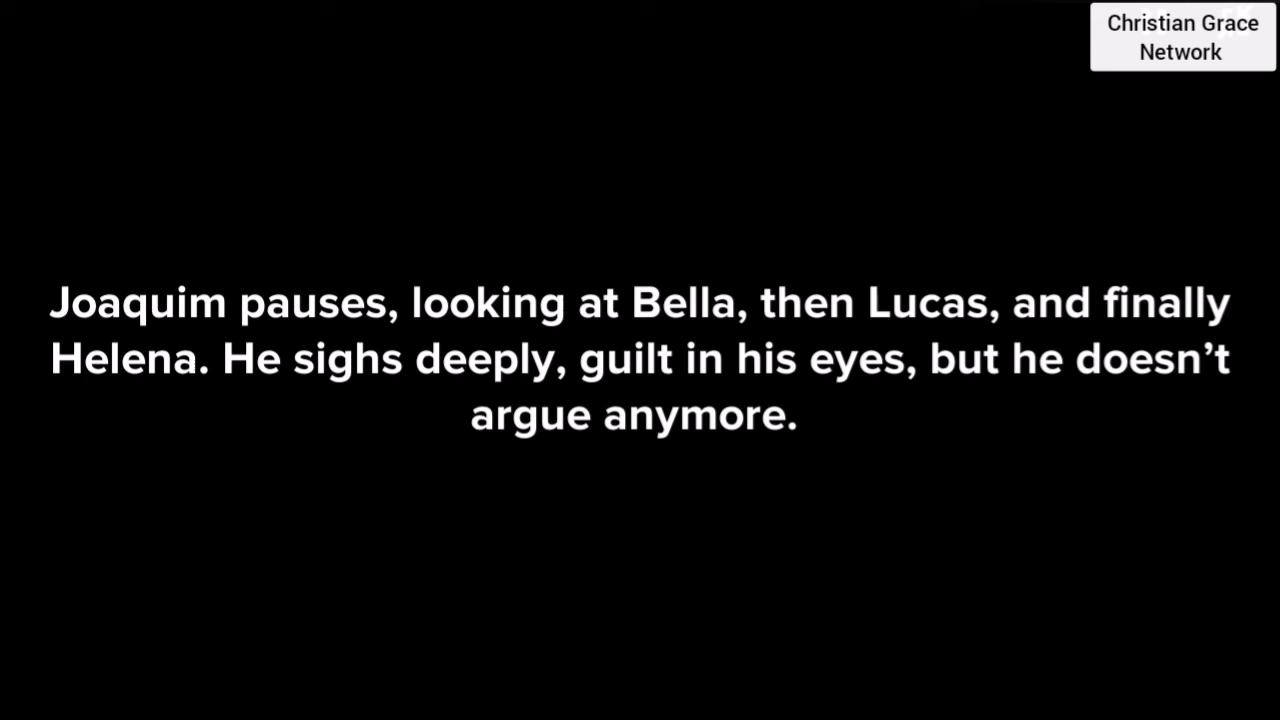 Christian Grace
Network
Joaquim pauses, looking at Bella, then Lucas, and finally
Helena. He sighs deeply, guilt in his eyes, but he doesn’t
argue anymore.